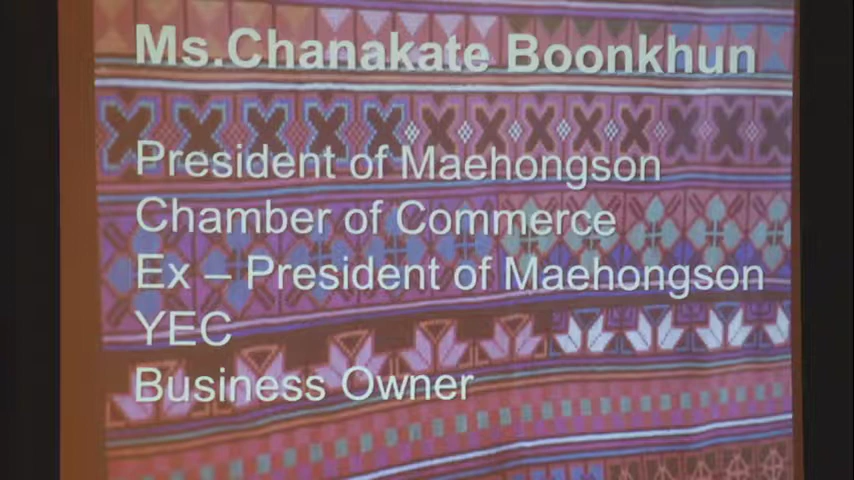 Ms.Chanakate Boonkhun
President of Maehongson
Chamber of Commerce
Ex – President of Maehongson
YEC
Business Owner